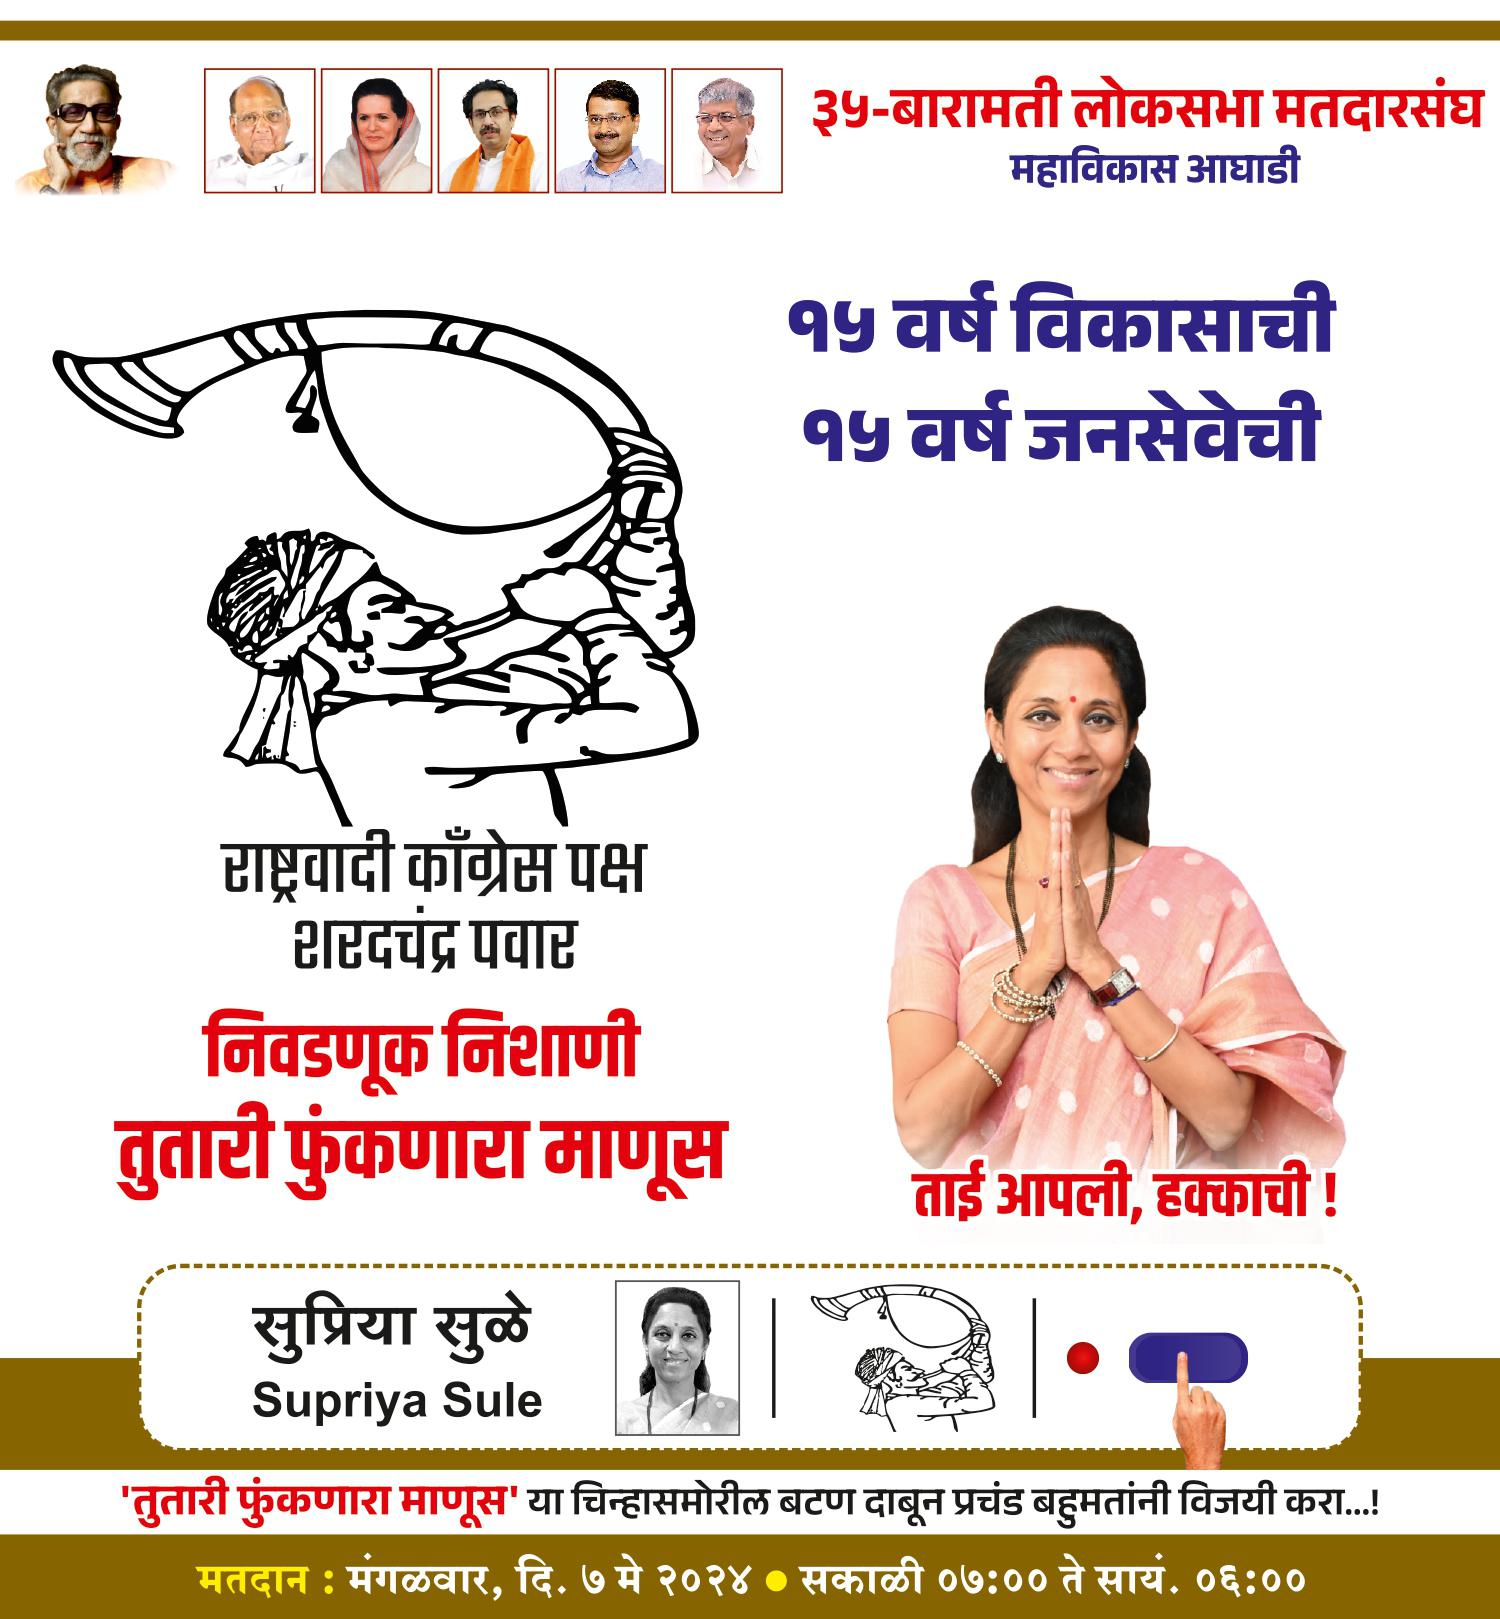 ३५-बारामती लोकसभा मतदारसंघ
महाविकास आघाडी
१५ वर्ष विकासाची
१५ वर्ष जनसेवेची
राष्ट्रवादी काँग्रेस पक्ष
शरदचंद्र पवार
निवडणूक निशाणी
तुतारी फुंकणारा माणूस
ताई आपली, हक्काची !
सुप्रिया सुळे
Supriya Sule
'तुतारी फुंकणारा माणूस' या चिन्हासमोरील बटण दाबून प्रचंड बहुमतांनी विजयी करा...!
मतदान : मंगळवार, दि. ७ मे २०२४ ● सकाळी ०७:०० ते सायं. ०६:००